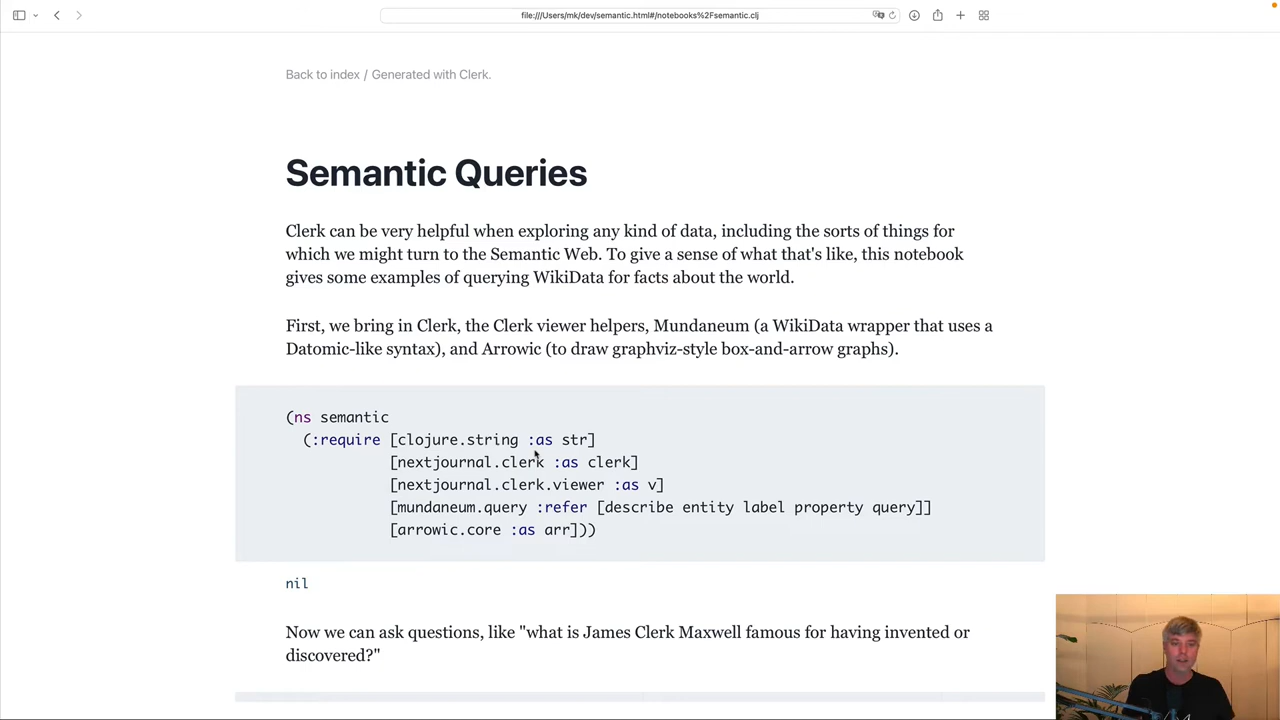 file:///Users/mk/dev/semantic.html#/notebooks%2Fsemantic.clj
Back to index / Generated with Clerk.
Semantic Queries
Clerk can be very helpful when exploring any kind of data, including the sorts of things for
which we might turn to the Semantic Web. To give a sense of what that's like, this notebook
gives some examples of querying WikiData for facts about the world.
First, we bring in Clerk, the Clerk viewer helpers, Mundaneum (a WikiData wrapper that uses a
Datomic-like syntax), and Arrowic (to draw graphviz-style box-and-arrow graphs).
(ns semantic
  (:require [clojure.string :as str]
            [nextjournal.clerk :as clerk]
            [nextjournal.clerk.viewer :as v]
            [mundaneum.query :refer [describe entity label property query]]
            [arrowic.core :as arr]))
nil
Now we can ask questions, like "what is James Clerk Maxwell famous for having invented or
discovered?"